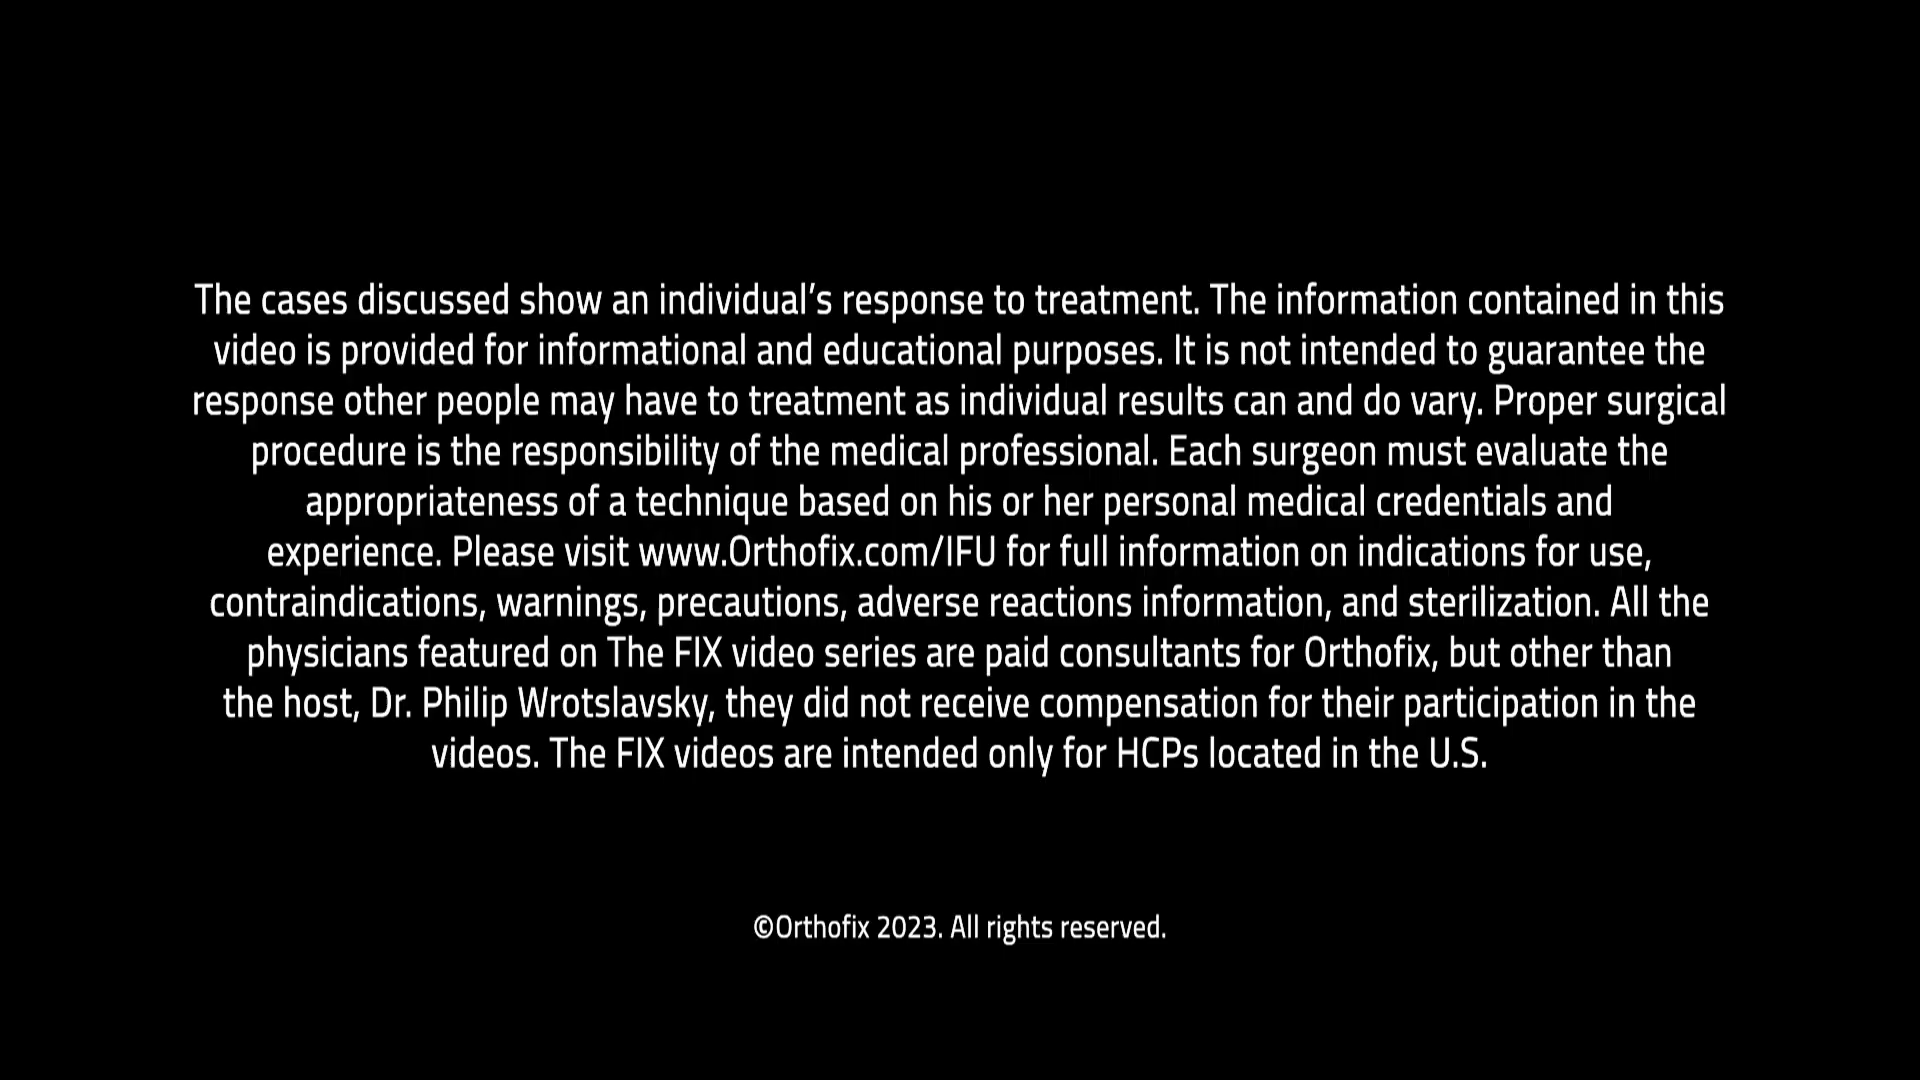 The cases discussed show an individual’s response to treatment. The information contained in this
video is provided for informational and educational purposes. It is not intended to guarantee the
response other people may have to treatment as individual results can and do vary. Proper surgical
procedure is the responsibility of the medical professional. Each surgeon must evaluate the
appropriateness of a technique based on his or her personal medical credentials and
experience. Please visit www.Orthofix.com/IFU for full information on indications for use,
contraindications, warnings, precautions, adverse reactions information, and sterilization. All the
physicians featured on The FIX video series are paid consultants for Orthofix, but other than
the host, Dr. Philip Wrotslavsky, they did not receive compensation for their participation in the
videos. The FIX videos are intended only for HCPs located in the U.S.
©Orthofix 2023. All rights reserved.